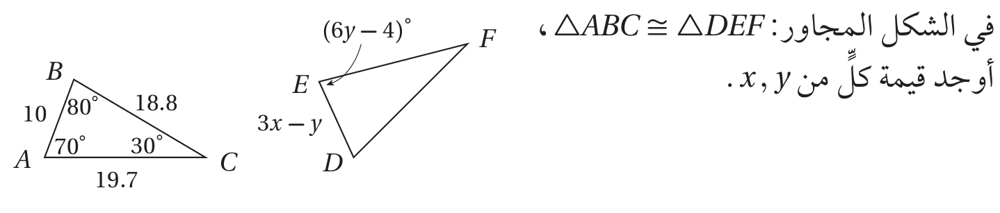 في الشكل المجاور: △ABC ≅ △DEF ،
أوجد قيمة كلٍّ من x , y .
(6y – 4)°
F
B
E
10
80°
18.8
3x – y
A
70°
30°
C
D
19.7